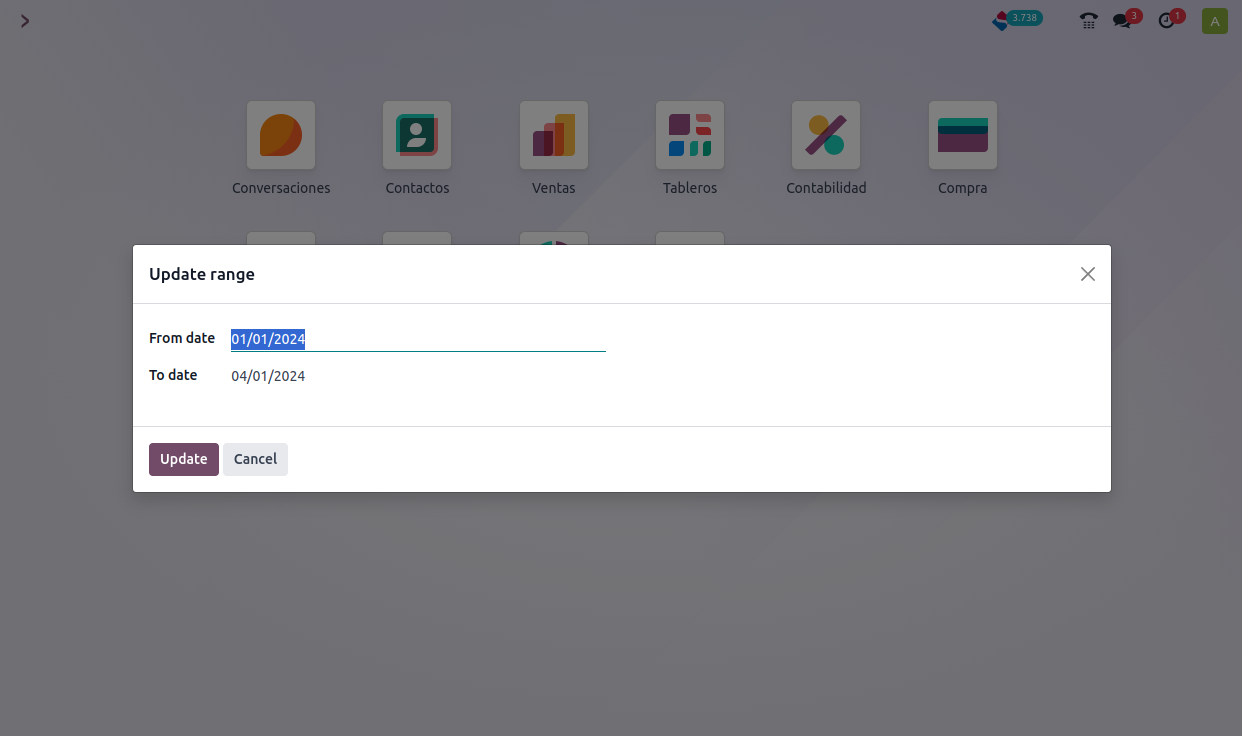 3.738
3
1
A
Conversaciones
Contactos
Ventas
Tableros
Contabilidad
Compra
Update range
From date 01/01/2024
To date 04/01/2024
Update Cancel